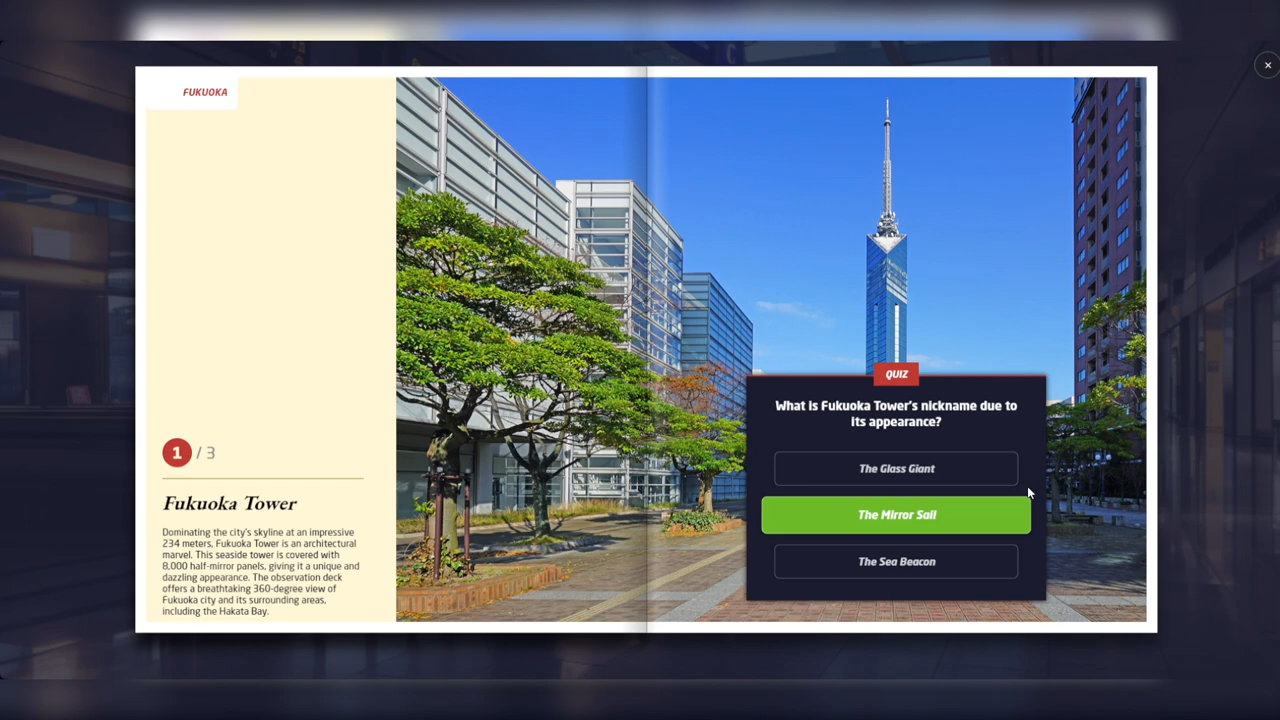 FUKUOKA
1 / 3
Fukuoka Tower
Dominating the city's skyline at an impressive
234 meters, Fukuoka Tower is an architectural
marvel. This seaside tower is covered with
8,000 half-mirror panels, giving it a unique and
dazzling appearance. The observation deck
offers a breathtaking 360-degree view of
Fukuoka city and its surrounding areas,
including the Hakata Bay.
QUIZ
What is Fukuoka Tower's nickname due to
its appearance?
The Glass Giant
The Mirror Sail
The Sea Beacon